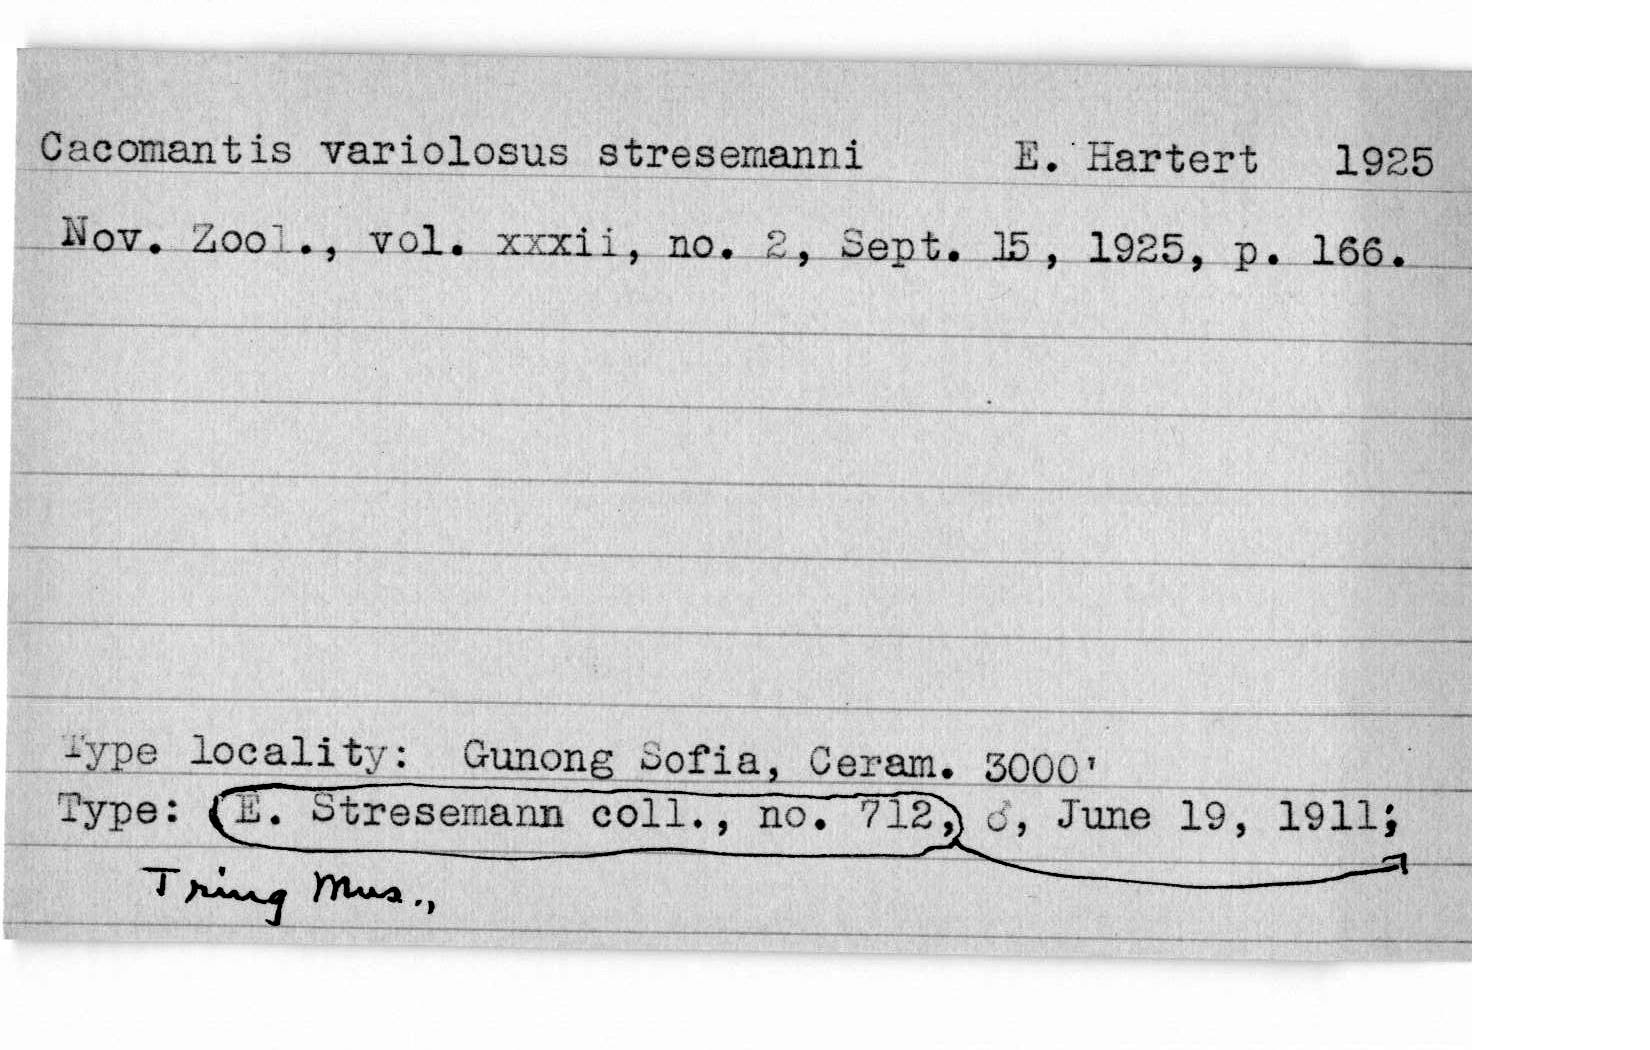 Cacomantis variolosus stresemanni E. Hartert 1925
Nov. Zool., vol. xxxii, no. 2, Sept. 15, 1925, p. 166.
Type locality: Gunong Sofia, Ceram. 3000'
Type: E. Stresemann coll., no. 712, ♂, June 19, 1911;
Tring Mus.,